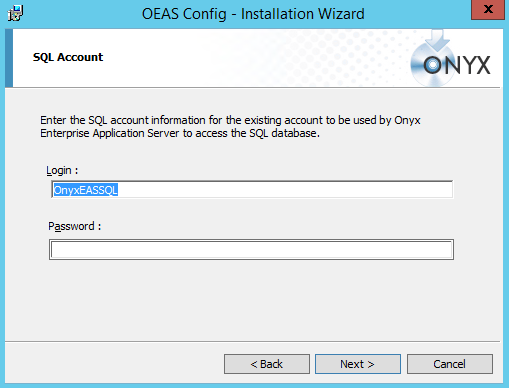 OEAS Config - Installation Wizard
x
SQL Account
ONYX
Enter the SQL account information for the existing account to be used by Onyx
Enterprise Application Server to access the SQL database.
Login :
OnyxEASSQL
Password :
< Back Next > Cancel